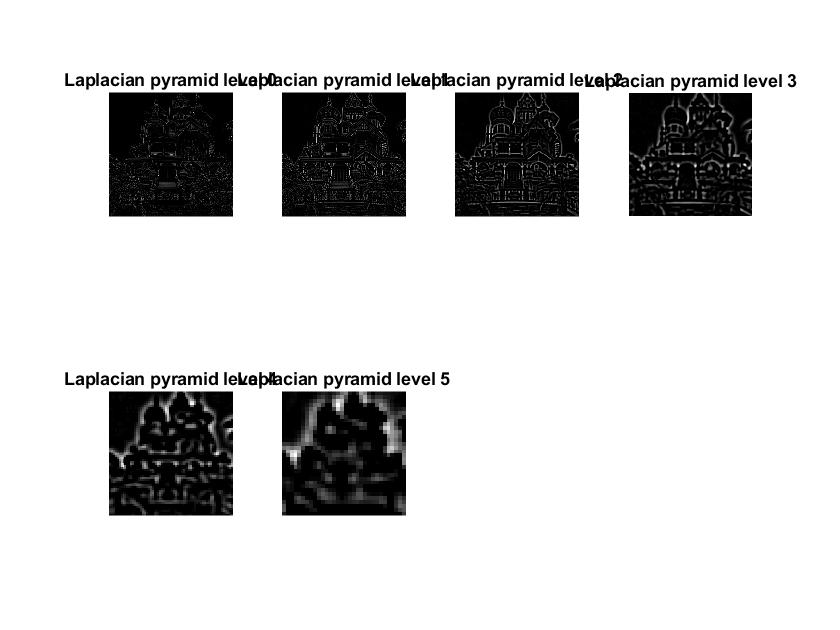 Laplacian pyramid level 0
Laplacian pyramid level 1
Laplacian pyramid level 2
Laplacian pyramid level 3
Laplacian pyramid level 4
Laplacian pyramid level 5